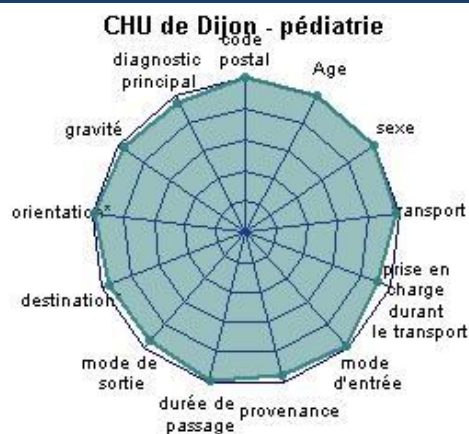 CHU de Dijon - pédiatrie
code
postal
Age
sexe
transport
prise en
charge
durant
le transport
mode
d'entrée
provenance
durée de
passage
mode de
sortie
destination
orientation*
gravité
diagnostic
principal